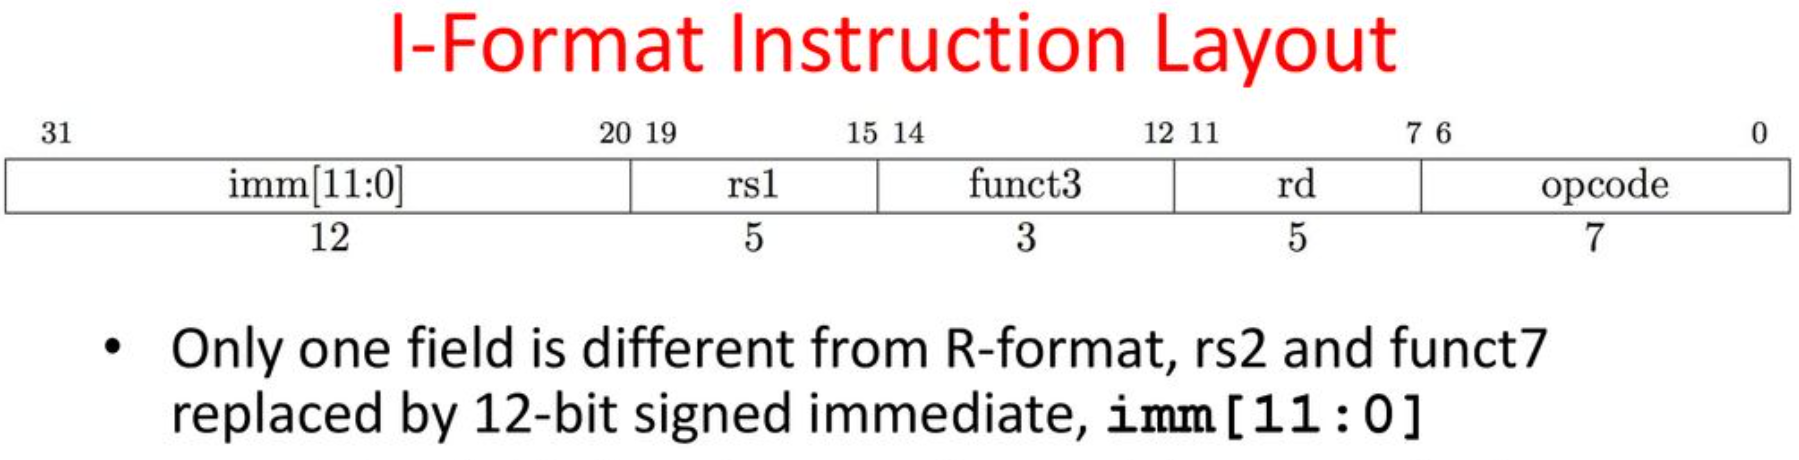 I-Format Instruction Layout
31 20 19 15 14 12 11 7 6 0
imm[11:0] rs1 funct3 rd opcode
12 5 3 5 7
• Only one field is different from R-format, rs2 and funct7
replaced by 12-bit signed immediate, imm[11:0]